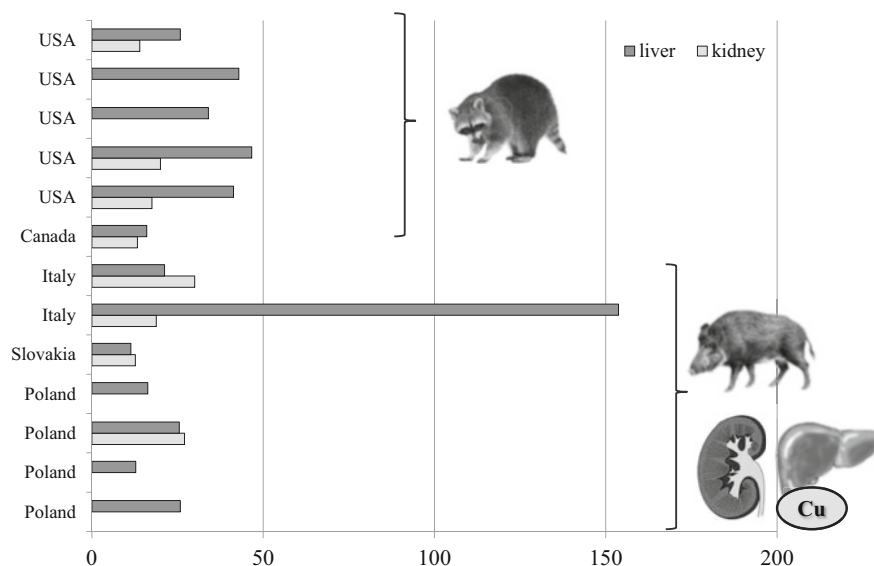 USA
liver kidney
USA
USA
USA
USA
Canada
Italy
Italy
Slovakia
Poland
Poland
Poland
Poland
Cu
0 50 100 150 200